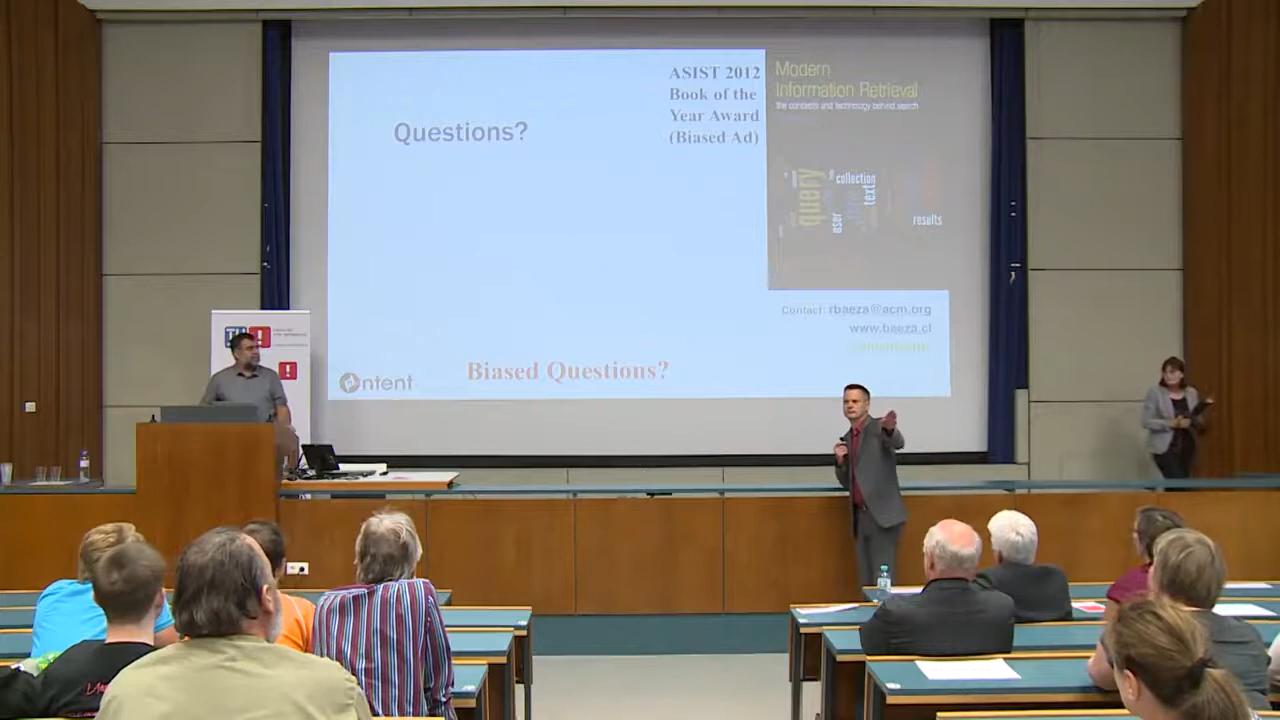 Questions?
ASIST 2012
Book of the
Year Award
(Biased Ad)
Modern
Information Retrieval
the concepts and technology behind search
query
collection
text
user
results
Contact: rbaeza@acm.org
www.baeza.cl
ntent
Biased Questions?